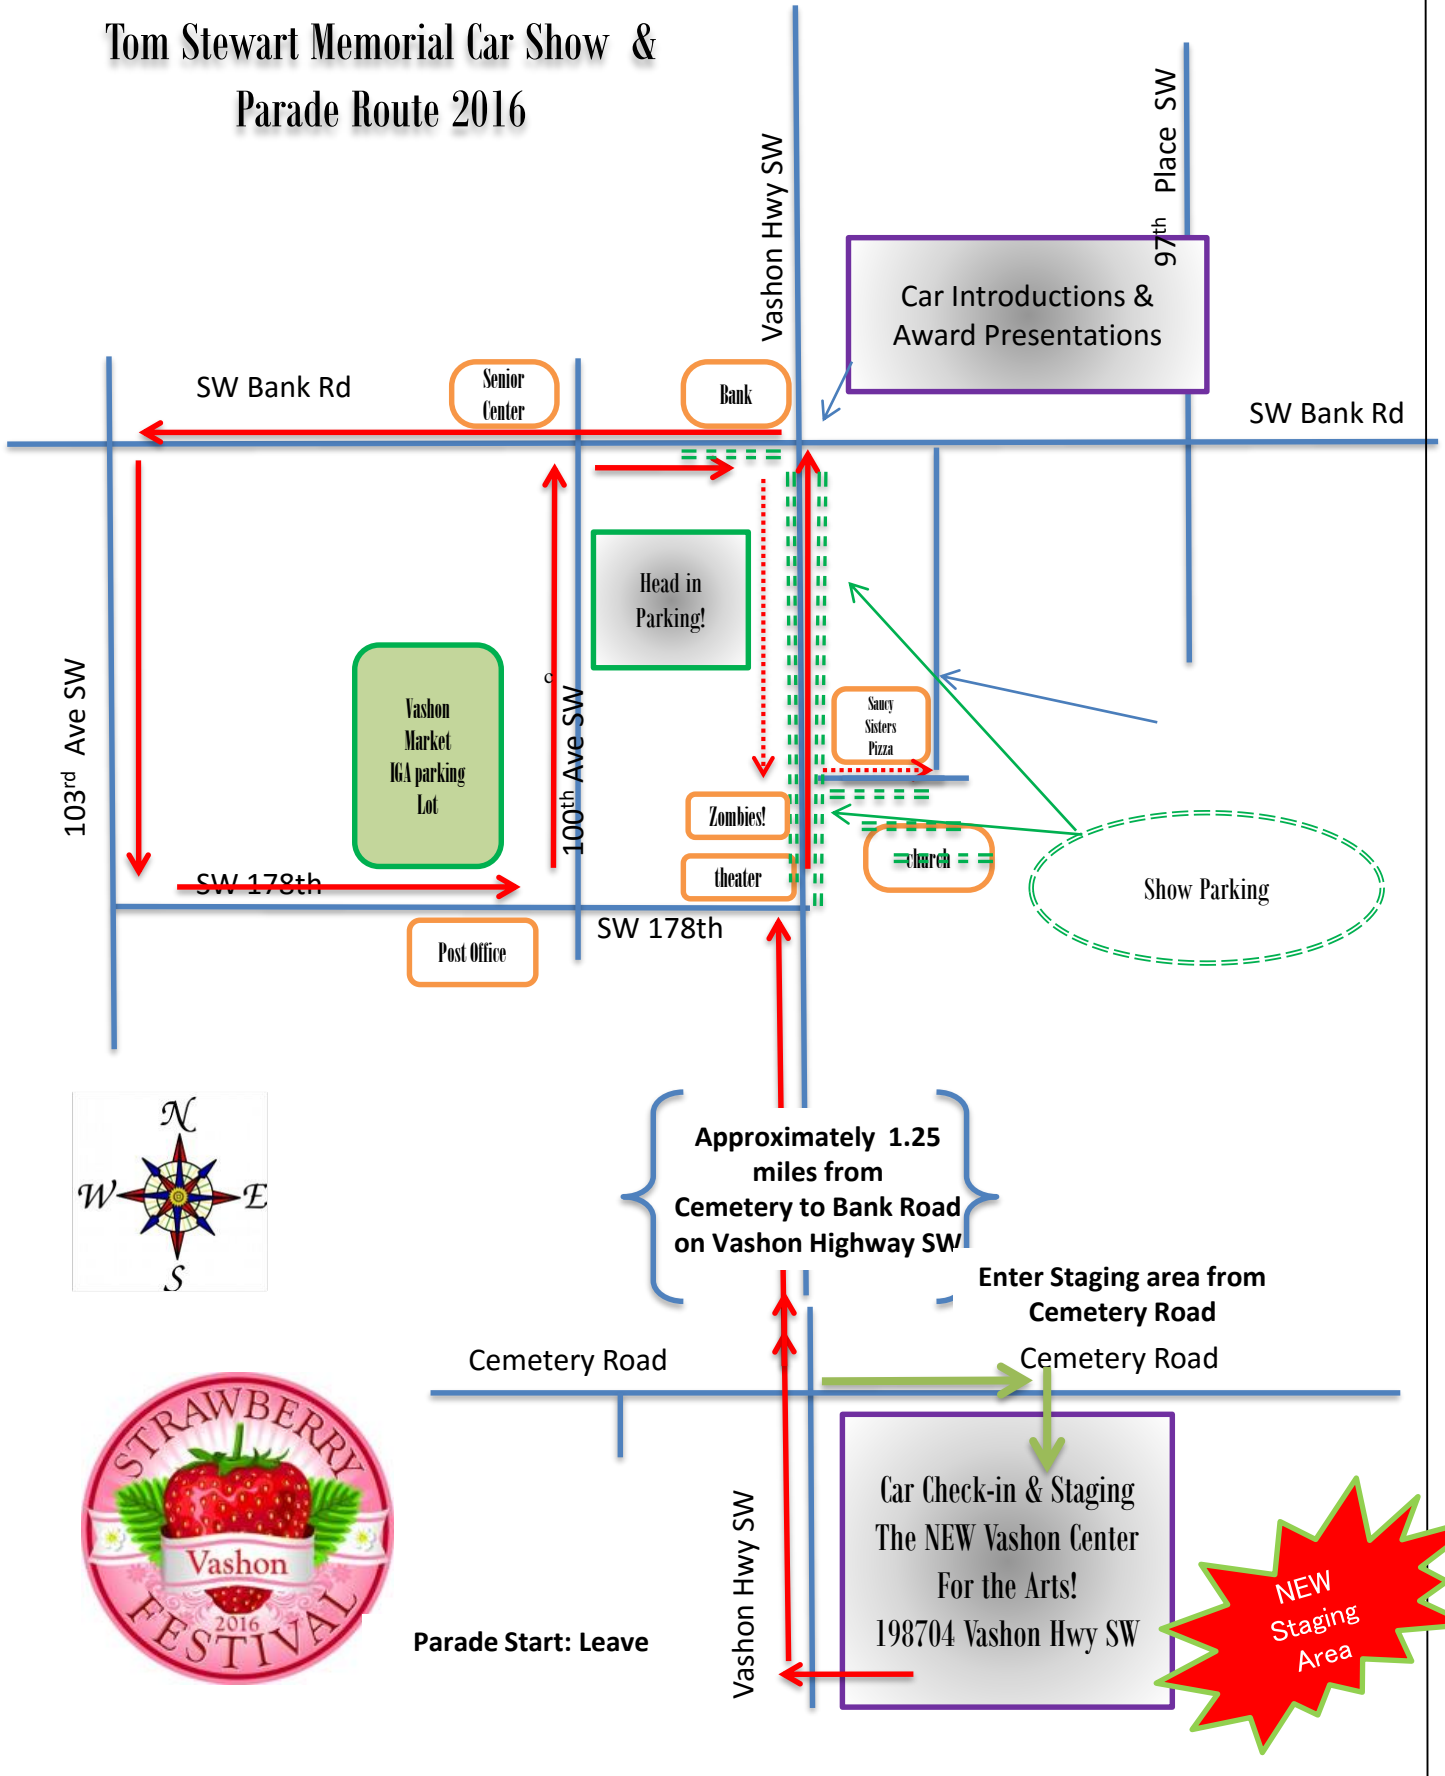 Tom Stewart Memorial Car Show &
Parade Route 2016
Vashon Hwy SW
97th Place SW
Car Introductions &
Award Presentations
SW Bank Rd
Senior
Center
Bank
SW Bank Rd
Head in
Parking!
103rd Ave SW
Vashon
Market
IGA parking
Lot
c
100th Ave SW
Saucy
Sisters
Pizza
Zombies!
theater
church
Show Parking
SW 178th
SW 178th
Post Office
N
W
E
S
Approximately 1.25
miles from
Cemetery to Bank Road
on Vashon Highway SW
Enter Staging area from
Cemetery Road
Cemetery Road
Cemetery Road
STRAWBERRY
Vashon
2016
FESTIVAL
Parade Start: Leave
Vashon Hwy SW
Car Check-in & Staging
The NEW Vashon Center
For the Arts!
198704 Vashon Hwy SW
NEW
Staging
Area